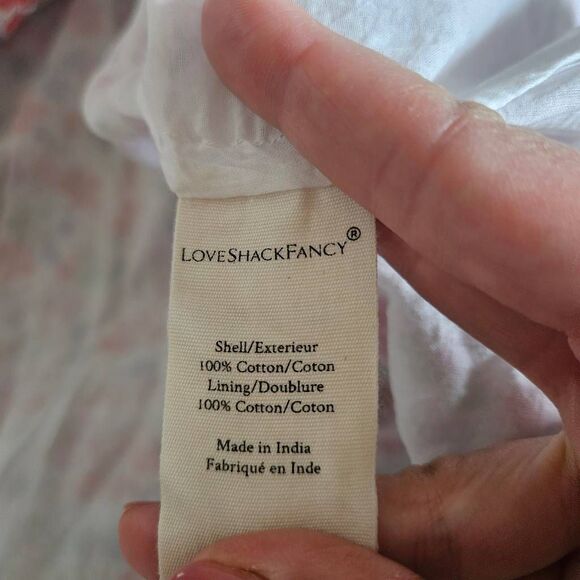 LOVESHACKFANCY®
Shell/Exterieur
100% Cotton/Coton
Lining/Doublure
100% Cotton/Coton
Made in India
Fabriqué en Inde